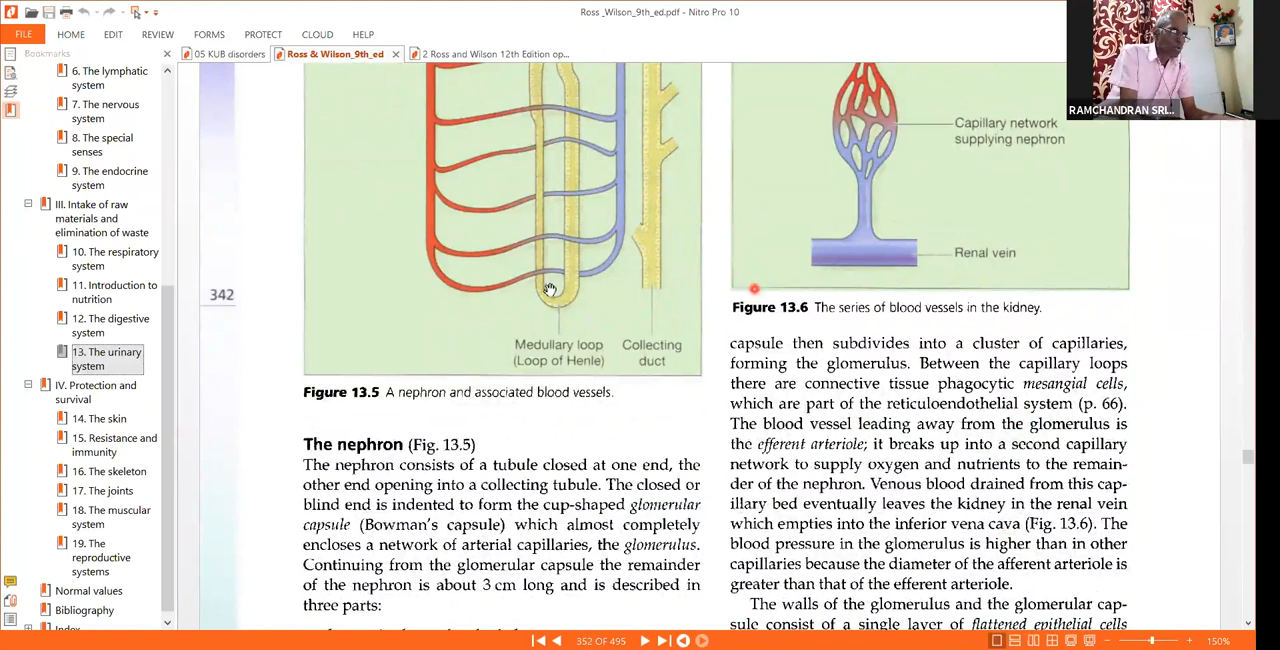 Ross _Wilson_9th_ed.pdf - Nitro Pro 10
FILE
HOME
EDIT
REVIEW
FORMS
PROTECT
CLOUD
HELP
Bookmarks
05 KUB disorders
Ross & Wilson_9th_ed
2 Ross and Wilson 12th Edition op...
RAMCHANDRAN SRI...
6. The lymphatic
system
7. The nervous
system
8. The special
senses
9. The endocrine
system
III. Intake of raw
materials and
elimination of waste
10. The respiratory
system
11. Introduction to
nutrition
12. The digestive
system
13. The urinary
system
IV. Protection and
survival
14. The skin
15. Resistance and
immunity
16. The skeleton
17. The joints
18. The muscular
system
19. The
reproductive
systems
Normal values
Bibliography
Index
342
Medullary loop
(Loop of Henle)
Collecting
duct
Figure 13.5 A nephron and associated blood vessels.
The nephron (Fig. 13.5)
The nephron consists of a tubule closed at one end, the
other end opening into a collecting tubule. The closed or
blind end is indented to form the cup-shaped glomerular
capsule (Bowman's capsule) which almost completely
encloses a network of arterial capillaries, the glomerulus.
Continuing from the glomerular capsule the remainder
of the nephron is about 3 cm long and is described in
three parts:
Capillary network
supplying nephron
Renal vein
Figure 13.6 The series of blood vessels in the kidney.
capsule then subdivides into a cluster of capillaries,
forming the glomerulus. Between the capillary loops
there are connective tissue phagocytic mesangial cells,
which are part of the reticuloendothelial system (p. 66).
The blood vessel leading away from the glomerulus is
the efferent arteriole; it breaks up into a second capillary
network to supply oxygen and nutrients to the remain-
der of the nephron. Venous blood drained from this cap-
illary bed eventually leaves the kidney in the renal vein
which empties into the inferior vena cava (Fig. 13.6). The
blood pressure in the glomerulus is higher than in other
capillaries because the diameter of the afferent arteriole is
greater than that of the efferent arteriole.
The walls of the glomerulus and the glomerular cap-
sule consist of a single layer of flattened epithelial cells
352 OF 495
150%